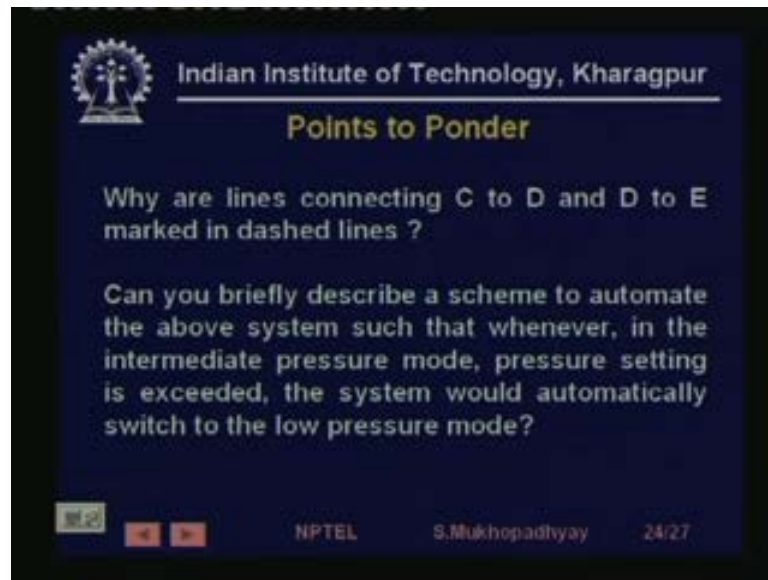 Indian Institute of Technology, Kharagpur
Points to Ponder
Why are lines connecting C to D and D to E
marked in dashed lines ?
Can you briefly describe a scheme to automate
the above system such that whenever, in the
intermediate pressure mode, pressure setting
is exceeded, the system would automatically
switch to the low pressure mode?
NPTEL S.Mukhopadhyay 24/27